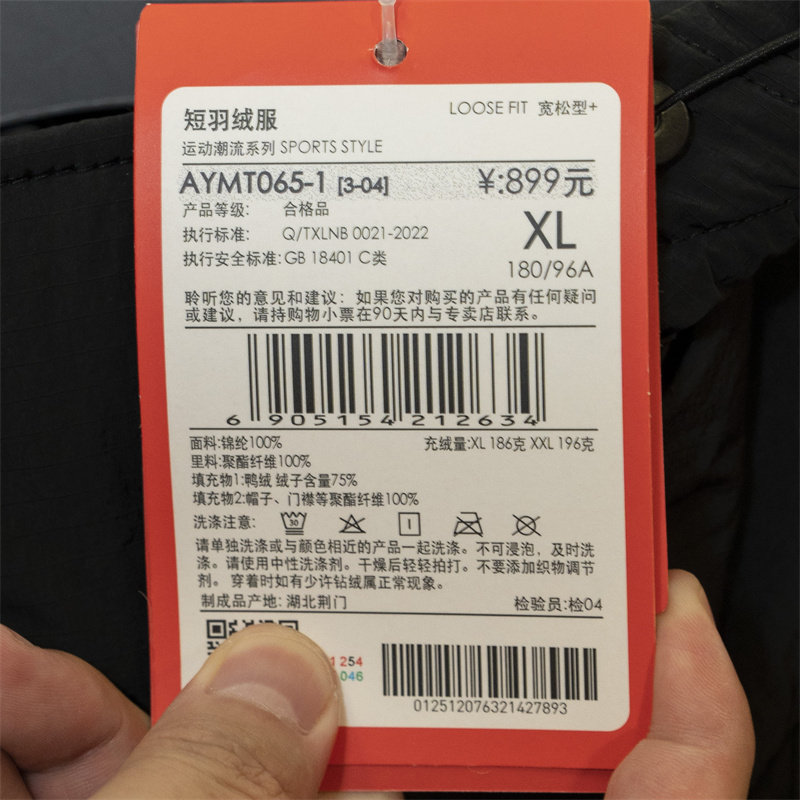 短羽绒服
LOOSE FIT 宽松型+
运动潮流系列 SPORTS STYLE
AYMT065-1 [3-04]
¥:899元
产品等级: 合格品
执行标准: Q/TXLNB 0021-2022
XL
执行安全标准:GB 18401 C类
180/96A
聆听您的意见和建议: 如果您对购买的产品有任何疑问
或建议, 请持购物小票在90天内与专卖店联系。
6 905154 212634
面料:锦纶100%
充绒量:XL 186克 XXL 196克
里料:聚酯纤维100%
填充物1:鸭绒 绒子含量75%
填充物2:帽子、门襟等聚酯纤维100%
洗涤注意:
30
请单独洗涤或与颜色相近的产品一起洗涤。不可浸泡, 及时洗
涤。请使用中性洗涤剂。干燥后轻轻拍打。不要添加织物调节
剂。 穿着时如有少许钻绒属正常现象。
制成品产地: 湖北荆门
检验员:检04
1254
046
012512076321427893